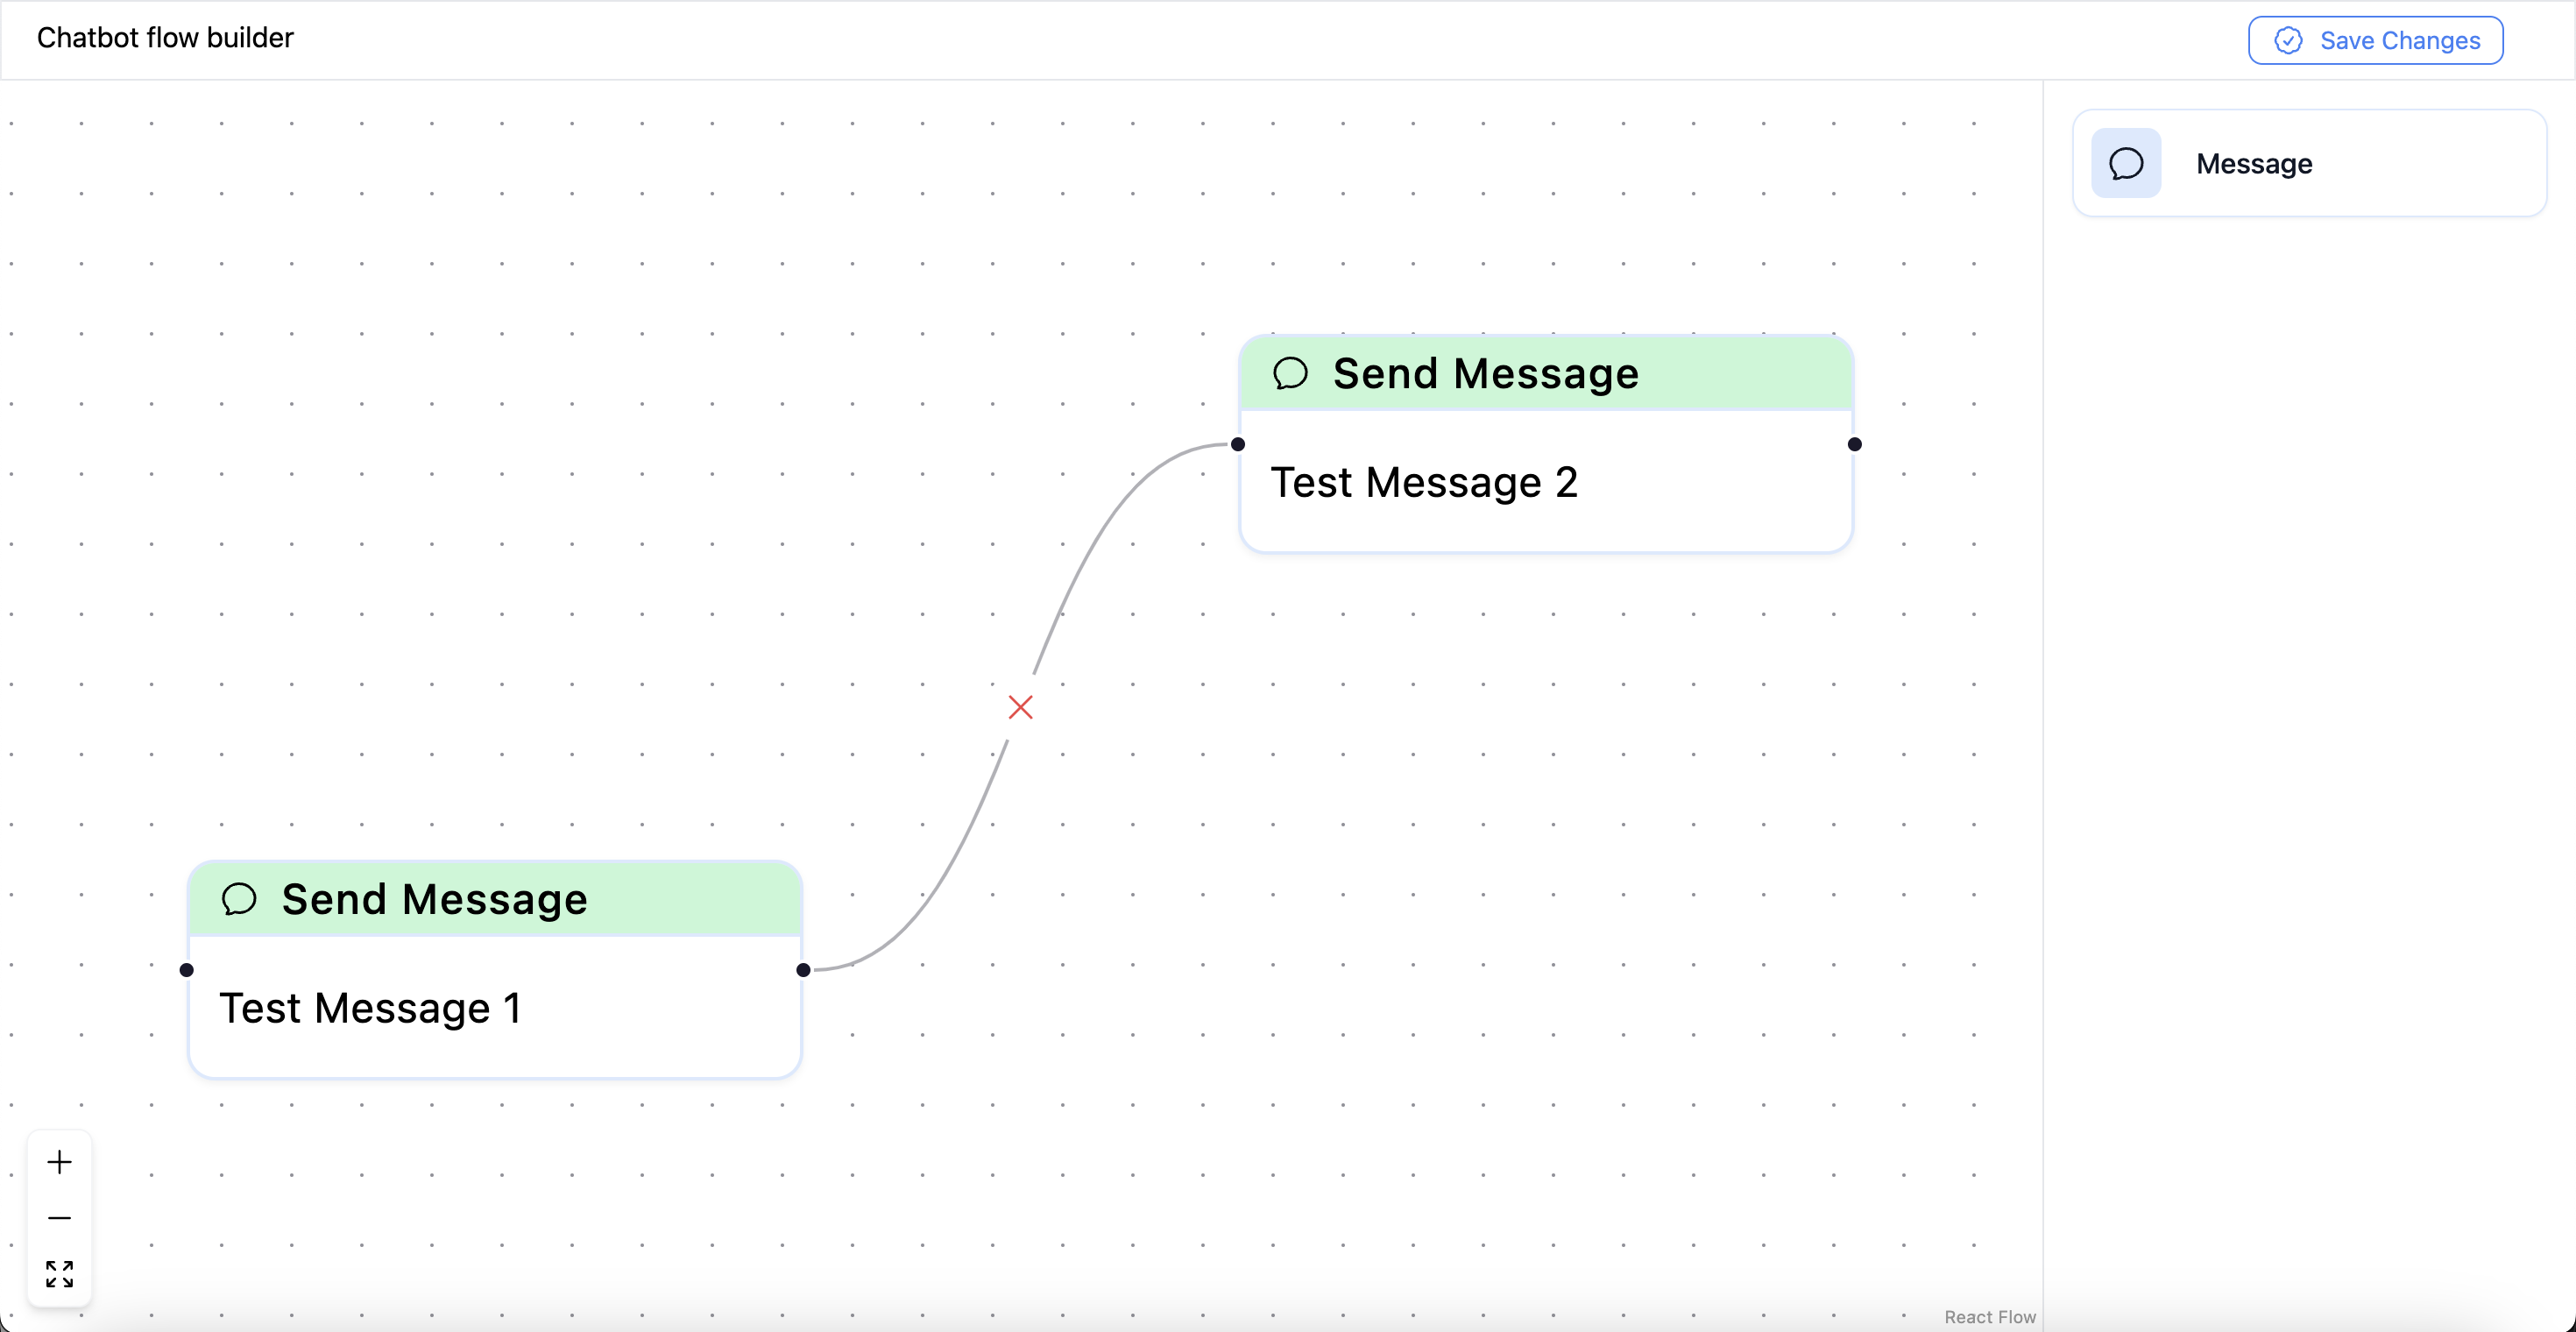 Chatbot flow builder
Save Changes
Message
Send Message
Test Message 2
Send Message
Test Message 1
React Flow